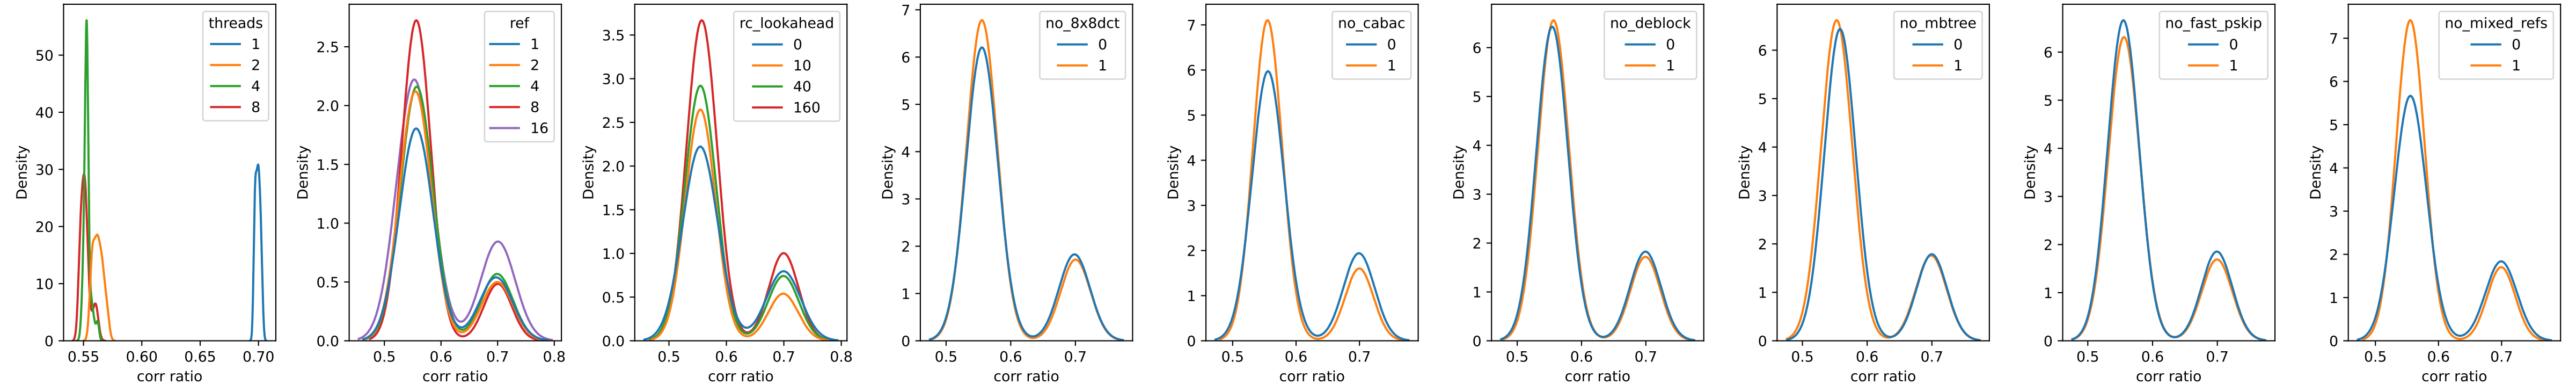 threads
1
2
4
8
50
40
30
20
10
0
Density
0.55 0.60 0.65 0.70
corr ratio
ref
1
2
4
8
16
2.5
2.0
1.5
1.0
0.5
0.0
Density
0.5 0.6 0.7 0.8
corr ratio
rc_lookahead
0
10
40
160
3.5
3.0
2.5
2.0
1.5
1.0
0.5
0.0
Density
0.5 0.6 0.7 0.8
corr ratio
no_8x8dct
0
1
7
6
5
4
3
2
1
0
Density
0.5 0.6 0.7
corr ratio
no_cabac
0
1
7
6
5
4
3
2
1
0
Density
0.5 0.6 0.7
corr ratio
no_deblock
0
1
6
5
4
3
2
1
0
Density
0.5 0.6 0.7
corr ratio
no_mbtree
0
1
6
5
4
3
2
1
0
Density
0.5 0.6 0.7
corr ratio
no_fast_pskip
0
1
6
5
4
3
2
1
0
Density
0.5 0.6 0.7
corr ratio
no_mixed_refs
0
1
7
6
5
4
3
2
1
0
Density
0.5 0.6 0.7
corr ratio